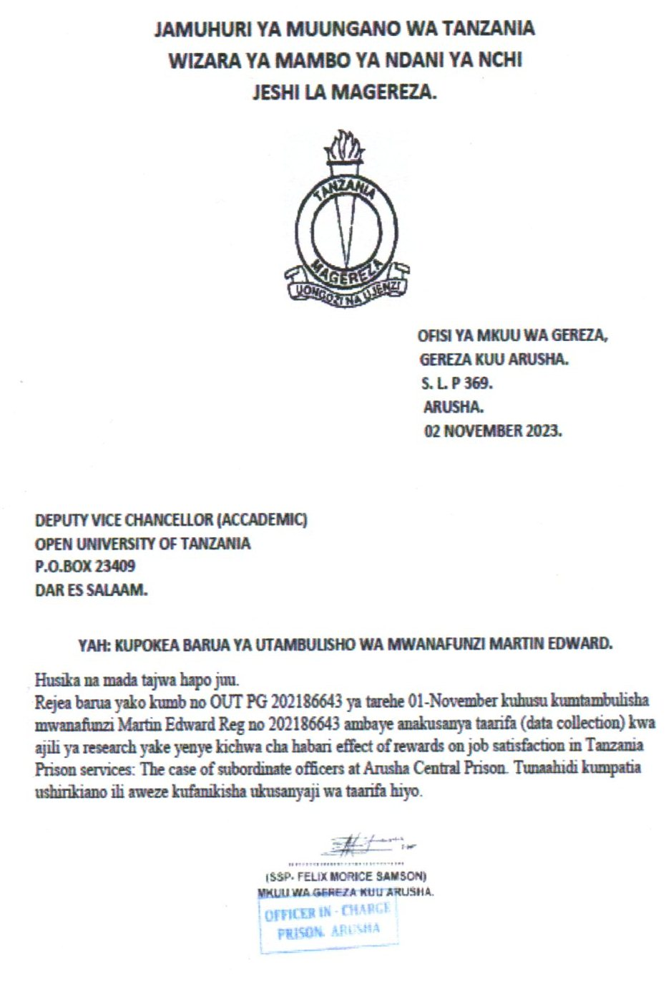 JAMUHURI YA MUUNGANO WA TANZANIA
WIZARA YA MAMBO YA NDANI YA NCHI
JESHI LA MAGEREZA.
TANZANIA
MAGEREZA
UONGOZI NA UJENZI
OFISI YA MKUU WA GEREZA,
GEREZA KUU ARUSHA.
S. L. P 369.
ARUSHA.
02 NOVEMBER 2023.
DEPUTY VICE CHANCELLOR (ACCADEMIC)
OPEN UNIVERSITY OF TANZANIA
P.O.BOX 23409
DAR ES SALAAM.
YAH: KUPOKEA BARUA YA UTAMBULISHO WA MWANAFUNZI MARTIN EDWARD.
Husika na mada tajwa hapo juu.
Rejea barua yako kumb no OUT PG 202186643 ya tarehe 01-November kuhusu kumtambulisha
mwanafunzi Martin Edward Reg no 202186643 ambaye anakusanya taarifa (data collection) kwa
ajili ya research yake yenye kichwa cha habari effect of rewards on job satisfaction in Tanzania
Prison services: The case of subordinate officers at Arusha Central Prison. Tunaahidi kumpatia
ushirikiano ili aweze kufanikisha ukusanyaji wa taarifa hiyo.
(SSP- FELIX MORICE SAMSON)
MKUU WA GEREZA KUU ARUSHA.
OFFICER IN - CHARGE
PRISON. ARUSHA